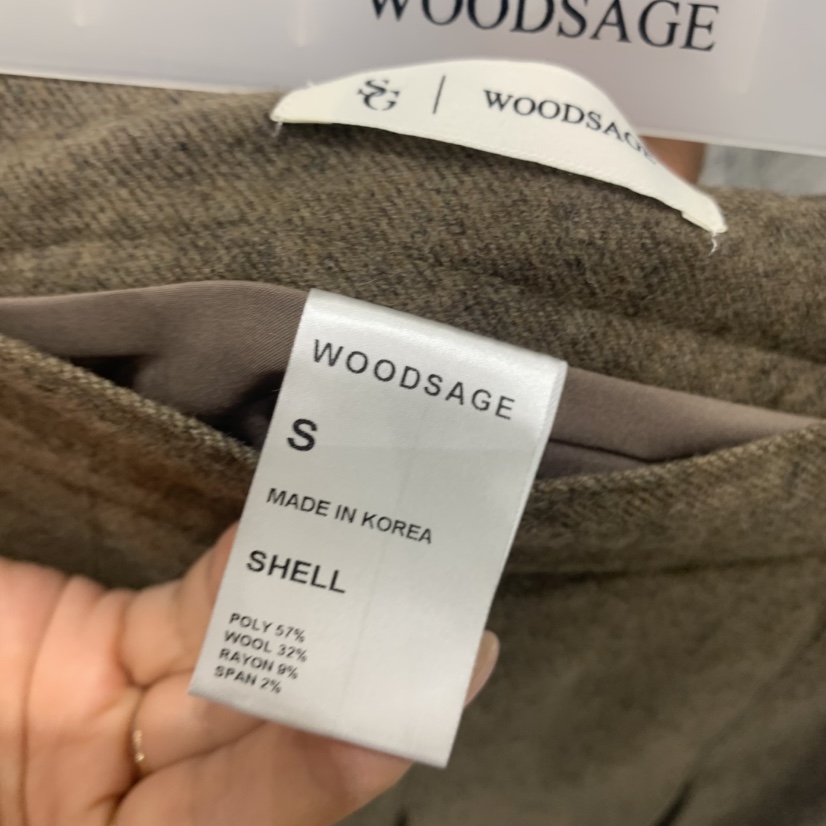 WOODSAGE
SG | WOODSAGE
WOODSAGE
S
MADE IN KOREA
SHELL
POLY 57%
WOOL 32%
RAYON 9%
SPAN 2%